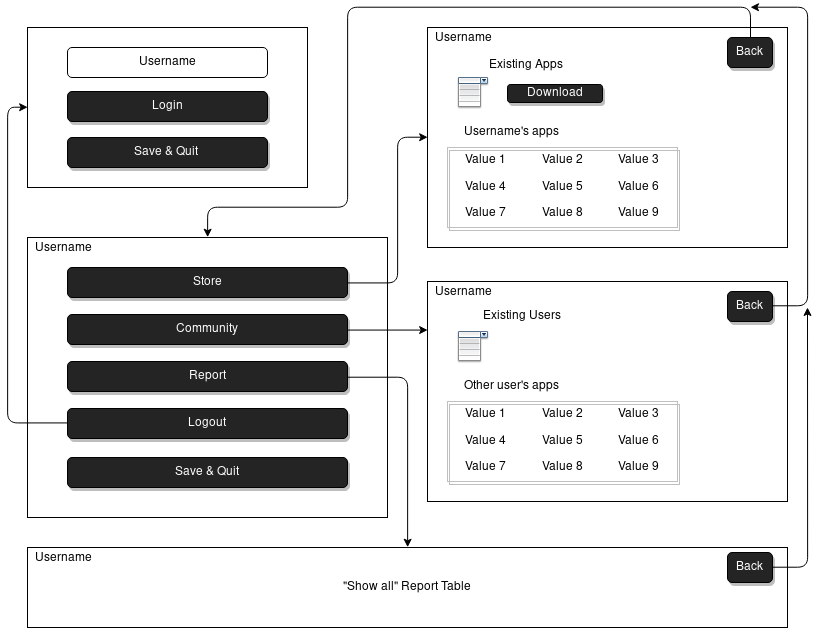 Username
Login
Save & Quit
Username
Back
Existing Apps
Download
Username's apps
Value 1 Value 2 Value 3
Value 4 Value 5 Value 6
Value 7 Value 8 Value 9
Username
Store
Community
Report
Logout
Save & Quit
Username
Back
Existing Users
Other user's apps
Value 1 Value 2 Value 3
Value 4 Value 5 Value 6
Value 7 Value 8 Value 9
Username
Back
"Show all" Report Table